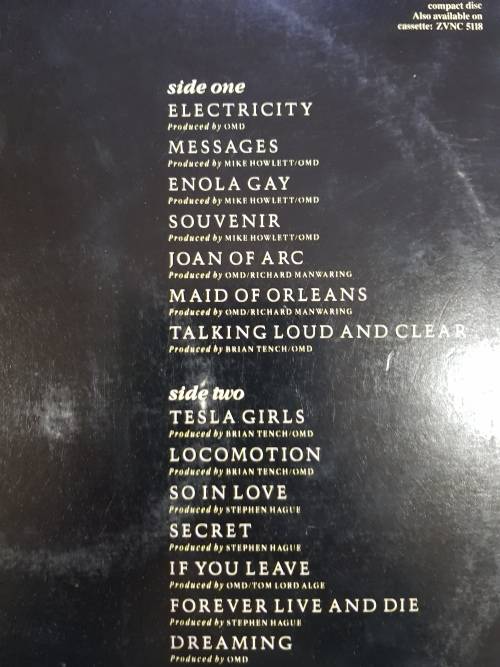 compact disc
Also available on
cassette: ZVNC 5118
side one
ELECTRICITY
Produced by OMD
MESSAGES
Produced by MIKE HOWLETT/OMD
ENOLA GAY
Produced by MIKE HOWLETT/OMD
SOUVENIR
Produced by MIKE HOWLETT/OMD
JOAN OF ARC
Produced by OMD/RICHARD MANWARING
MAID OF ORLEANS
Produced by OMD/RICHARD MANWARING
TALKING LOUD AND CLEAR
Produced by BRIAN TENCH/OMD
side two
TESLA GIRLS
Produced by BRIAN TENCH/OMD
LOCOMOTION
Produced by BRIAN TENCH/OMD
SO IN LOVE
Produced by STEPHEN HAGUE
SECRET
Produced by STEPHEN HAGUE
IF YOU LEAVE
Produced by OMD/TOM LORD ALGE
FOREVER LIVE AND DIE
Produced by STEPHEN HAGUE
DREAMING
Produced by OMD